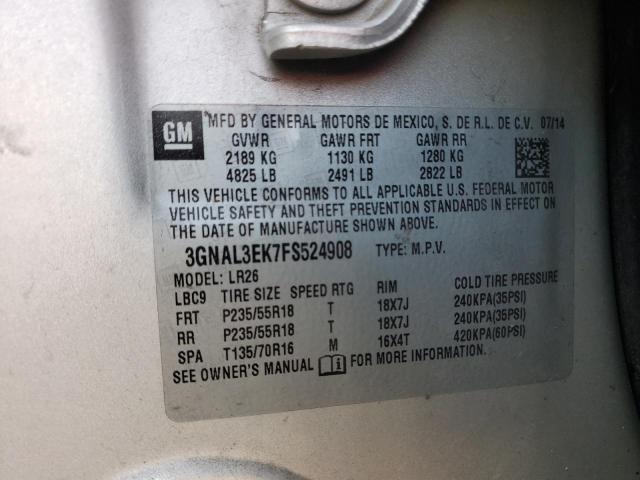 GM MFD BY GENERAL MOTORS DE MEXICO, S. DE R.L. DE C.V. 07/14
GVWR GAWR FRT GAWR RR
2189 KG 1130 KG 1280 KG
4825 LB 2491 LB 2822 LB
THIS VEHICLE CONFORMS TO ALL APPLICABLE U.S. FEDERAL MOTOR
VEHICLE SAFETY AND THEFT PREVENTION STANDARDS IN EFFECT ON
THE DATE OF MANUFACTURE SHOWN ABOVE.
3GNAL3EK7FS524908 TYPE: M.P.V.
MODEL: LR26
LBC9 TIRE SIZE SPEED RTG RIM COLD TIRE PRESSURE
FRT P235/55R18 T 18X7J 240KPA(35PSI)
RR P235/55R18 T 18X7J 240KPA(35PSI)
SPA T135/70R16 M 16X4T 420KPA(60PSI)
SEE OWNER'S MANUAL i FOR MORE INFORMATION.